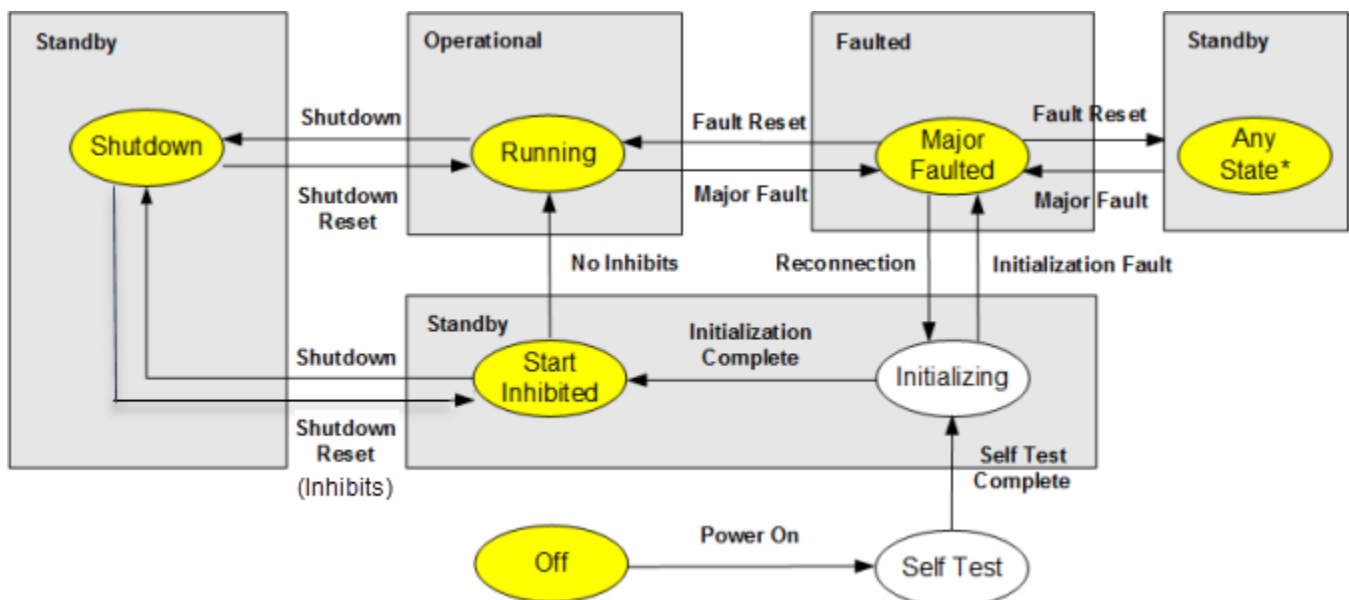 Standby
Operational
Faulted
Standby
Shutdown
Shutdown
Shutdown
Reset
Running
Fault Reset
Major Fault
Major
Faulted
Fault Reset
Major Fault
Any
State*
No Inhibits
Reconnection
Initialization Fault
Standby
Shutdown
Shutdown
Reset
(Inhibits)
Start
Inhibited
Initialization
Complete
Initializing
Self Test
Complete
Off
Power On
Self Test